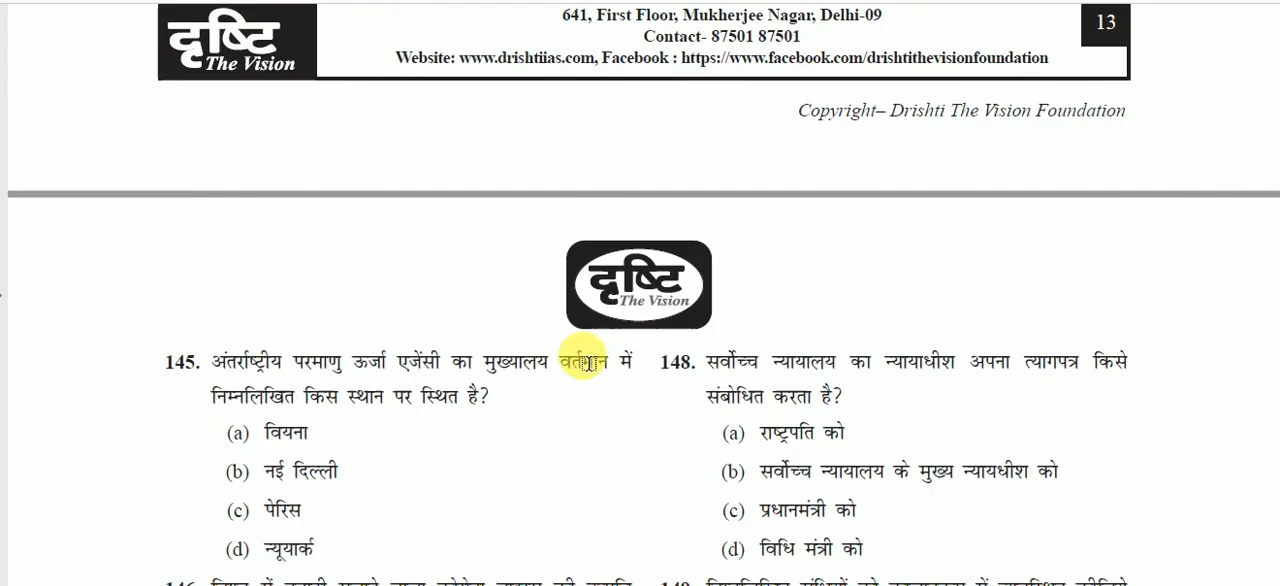 दृष्टि
The Vision
641, First Floor, Mukherjee Nagar, Delhi-09
Contact- 87501 87501
Website: www.drishtiias.com, Facebook : https://www.facebook.com/drishtithevisionfoundation
13
Copyright– Drishti The Vision Foundation
दृष्टि
The Vision
145. अंतर्राष्ट्रीय परमाणु ऊर्जा एजेंसी का मुख्यालय वर्तमान में
निम्नलिखित किस स्थान पर स्थित है?
(a) वियना
(b) नई दिल्ली
(c) पेरिस
(d) न्यूयार्क
148. सर्वोच्च न्यायालय का न्यायाधीश अपना त्यागपत्र किसे
संबोधित करता है?
(a) राष्ट्रपति को
(b) सर्वोच्च न्यायालय के मुख्य न्यायधीश को
(c) प्रधानमंत्री को
(d) विधि मंत्री को